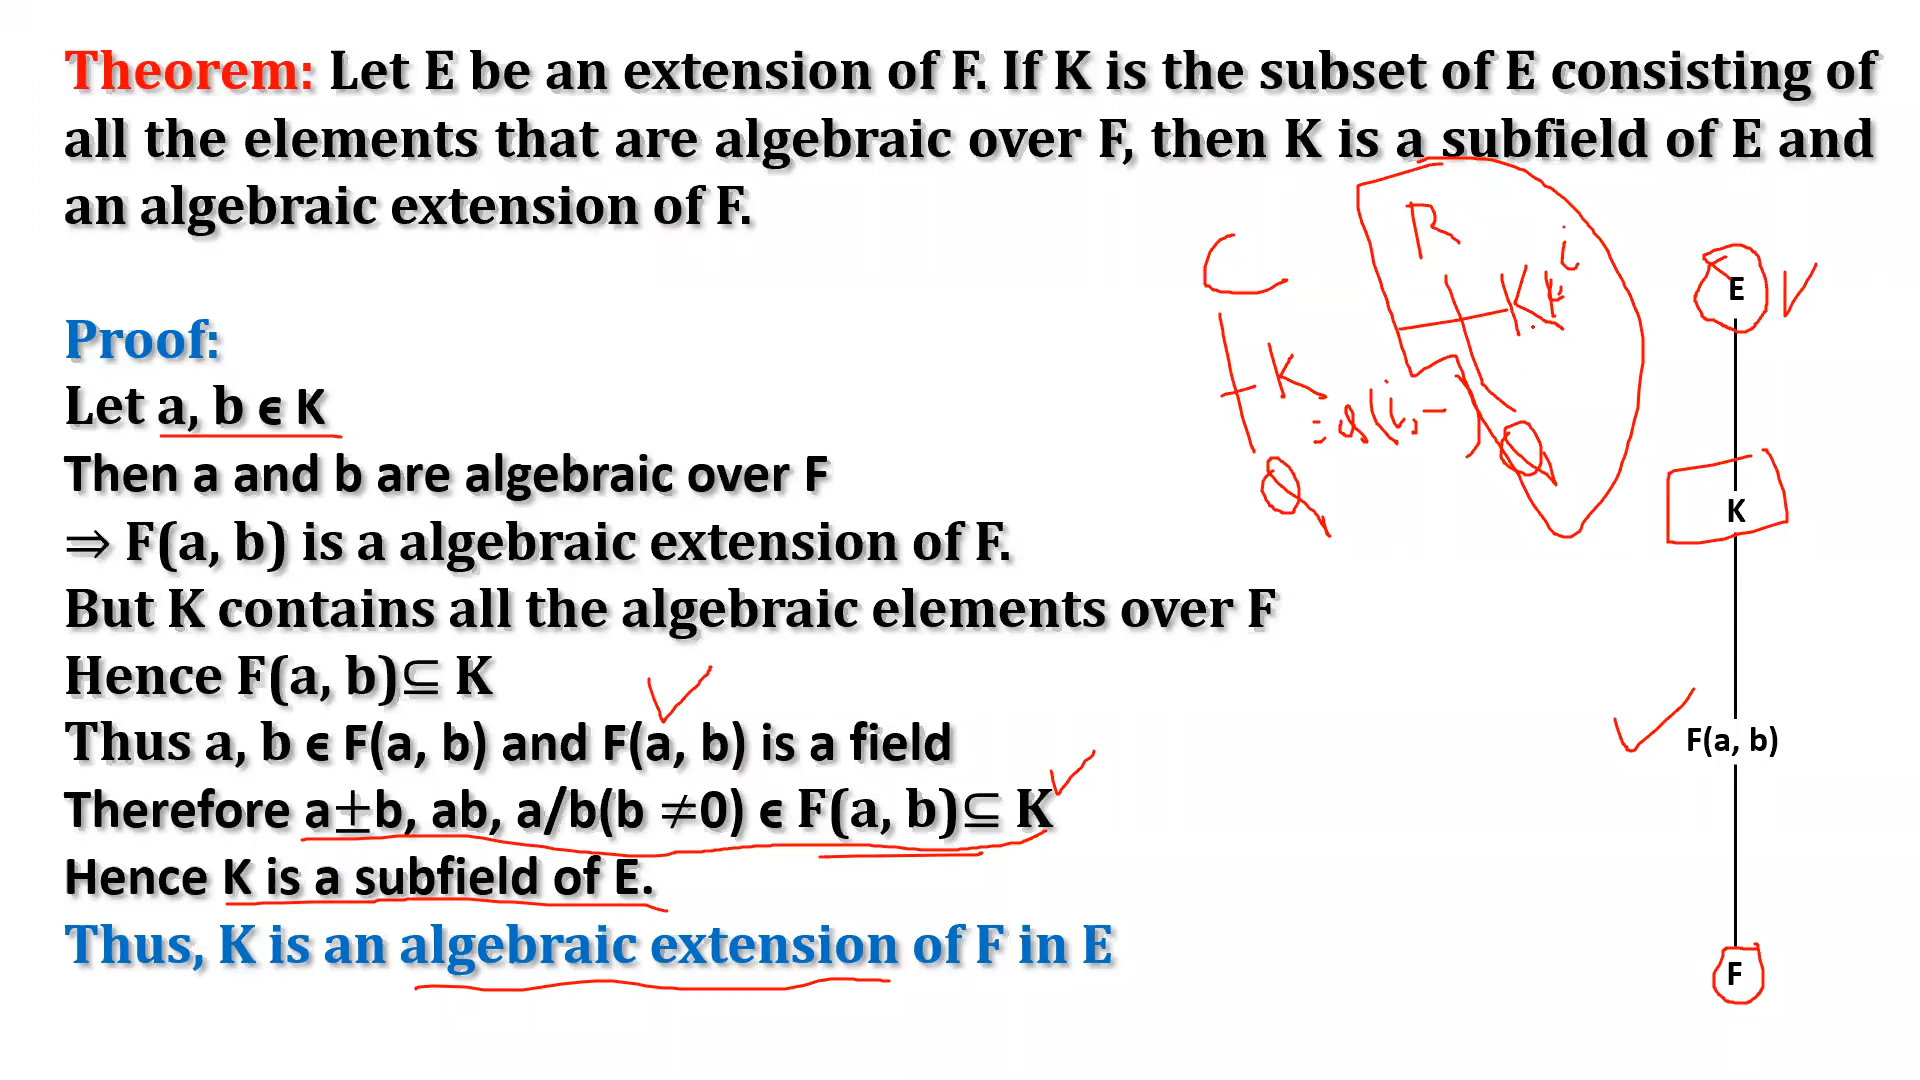 Theorem: Let E be an extension of F. If K is the subset of E consisting of
all the elements that are algebraic over F, then K is a subfield of E and
an algebraic extension of F.
Proof:
Let a, b ϵ K
Then a and b are algebraic over F
⇒ F(a, b) is a algebraic extension of F.
But K contains all the algebraic elements over F
Hence F(a, b)⊆ K
Thus a, b ϵ F(a, b) and F(a, b) is a field
Therefore a±b, ab, a/b(b ≠0) ϵ F(a, b)⊆ K
Hence K is a subfield of E.
Thus, K is an algebraic extension of F in E
C
K
Q
R
K
i
Q
E
K
F(a, b)
F